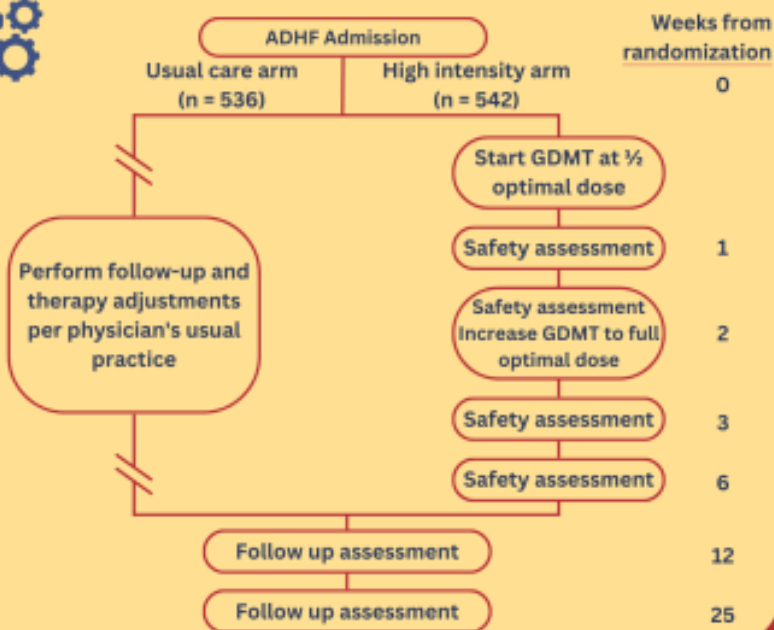 ADHF Admission
Weeks from
randomization
Usual care arm
(n = 536)
High intensity arm
(n = 542)
0
Start GDMT at ½
optimal dose
Safety assessment
1
Perform follow-up and
therapy adjustments
per physician's usual
practice
Safety assessment
Increase GDMT to full
optimal dose
2
Safety assessment
3
Safety assessment
6
Follow up assessment
12
Follow up assessment
25